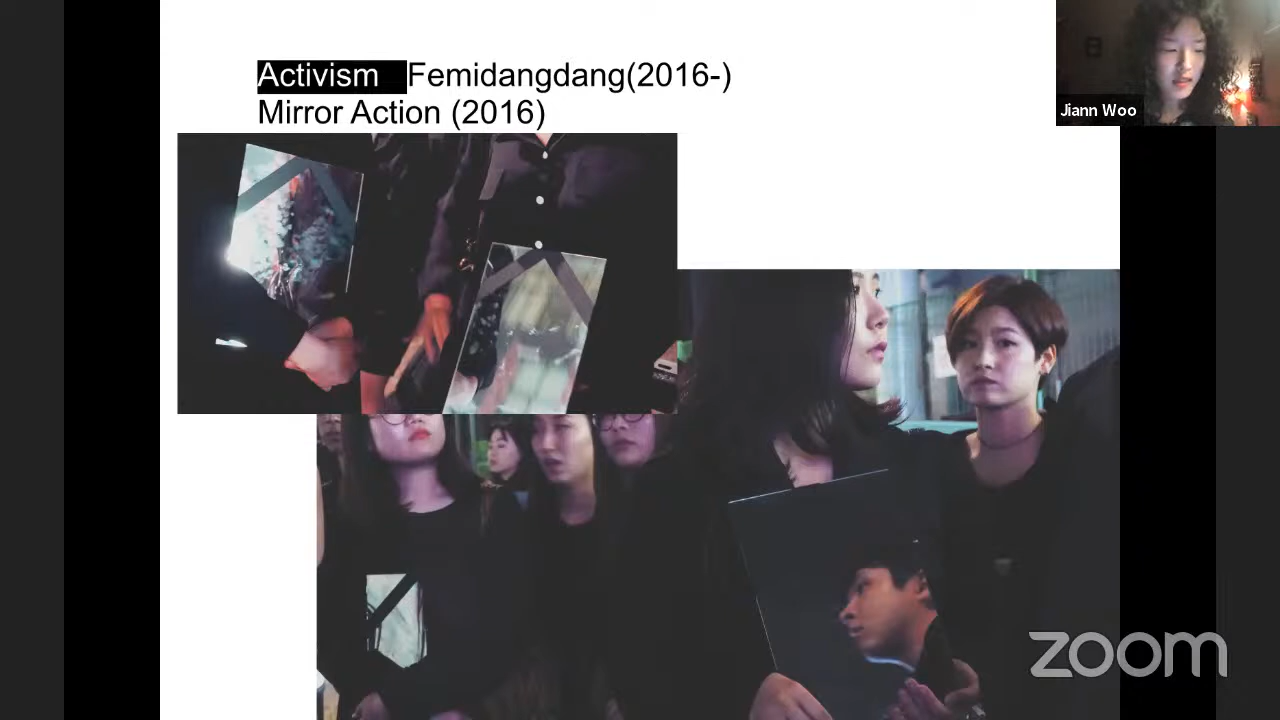 Activism Femidangdang(2016-)
Mirror Action (2016)
Jiann Woo
zoom